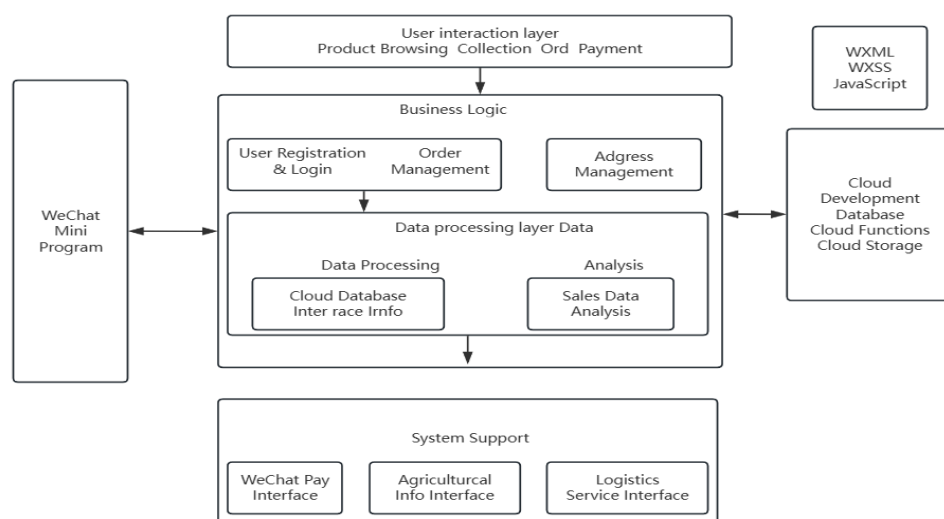 User interaction layer
Product Browsing Collection Ord Payment
WXML
WXSS
JavaScript
Business Logic
User Registration
& Login
Order
Management
Adgress
Management
WeChat
Mini
Program
Cloud
Development
Database
Cloud Functions
Cloud Storage
Data processing layer Data
Data Processing
Analysis
Cloud Database
Inter race Irnfo
Sales Data
Analysis
System Support
WeChat Pay
Interface
Agriculturcal
Info Interface
Logistics
Service Interface